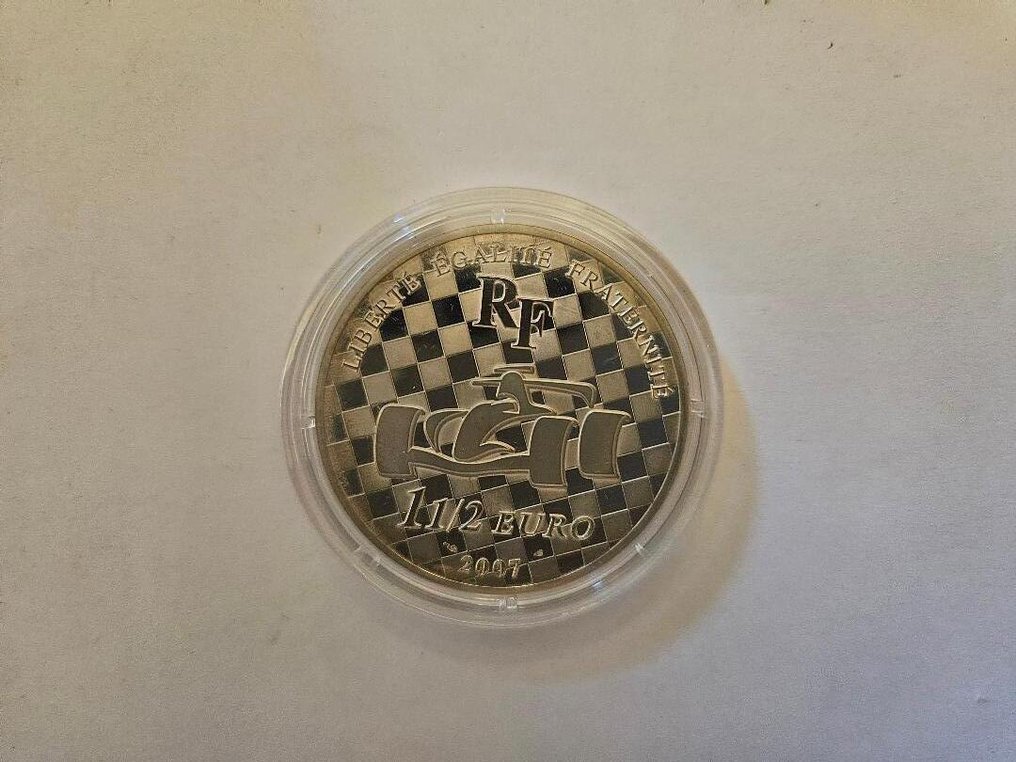 LIBERTÉ ÉGALITÉ FRATERNITÉ
RF
1 1/2 EURO
2007